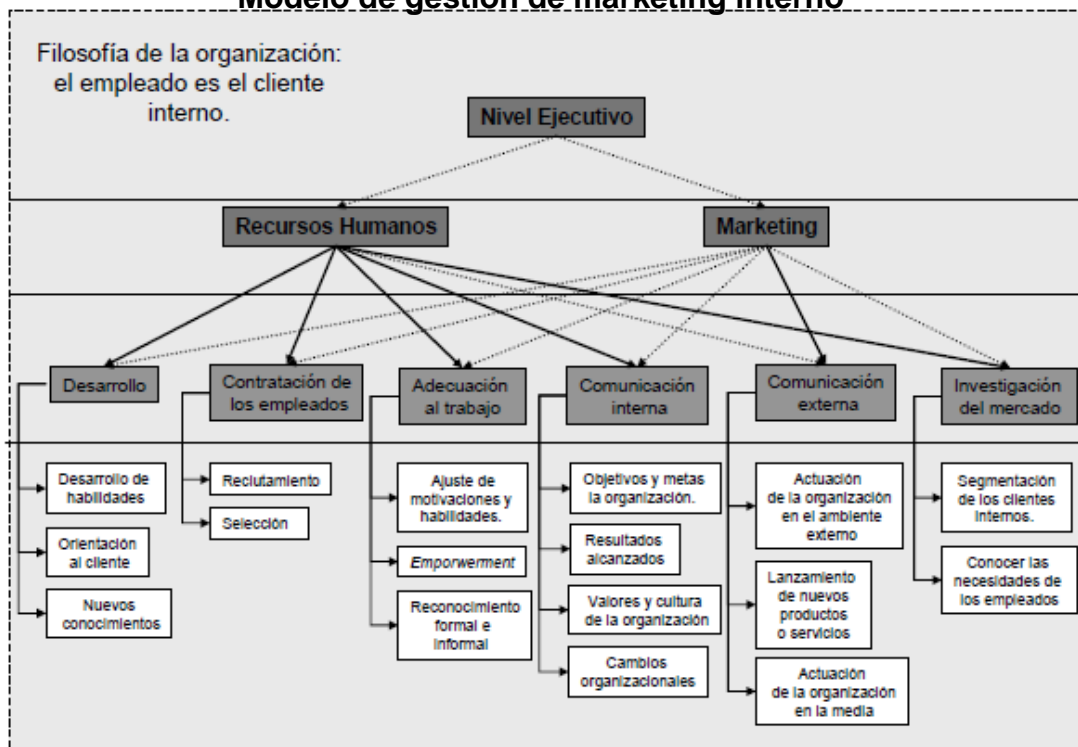 Modelo de gestión de marketing interno
Filosofía de la organización:
el empleado es el cliente
interno.
Nivel Ejecutivo
Recursos Humanos
Marketing
Desarrollo
Contratación de
los empleados
Adecuación
al trabajo
Comunicación
interna
Comunicación
externa
Investigación
del mercado
Desarrollo de
habilidades
Orientación
al cliente
Nuevos
conocimientos
Reclutamiento
Selección
Ajuste de
motivaciones y
habilidades.
Emporwerment
Reconocimiento
formal e
informal
Objetivos y metas
la organización.
Resultados
alcanzados
Valores y cultura
de la organización
Cambios
organizacionales
Actuación
de la organización
en el ambiente
externo
Lanzamiento
de nuevos
productos
o servicios
Actuación
de la organización
en la media
Segmentación
de los clientes
internos.
Conocer las
necesidades de
los empleados